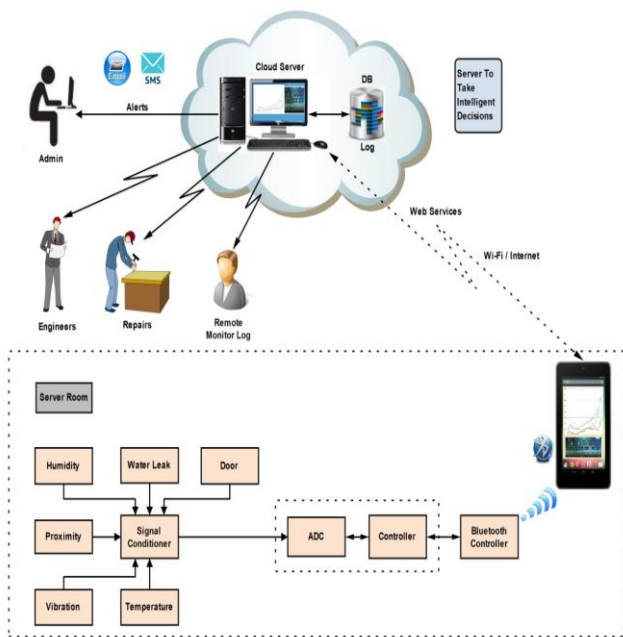 Cloud Server
DB
Email
SMS
Server To
Take
Intelligent
Decisions
Alerts
Log
Admin
Web Services
Wi-Fi / Internet
Engineers
Repairs
Remote
Monitor Log
Server Room
Humidity
Water Leak
Door
Proximity
Signal
Conditioner
ADC
Controller
Bluetooth
Controller
Vibration
Temperature